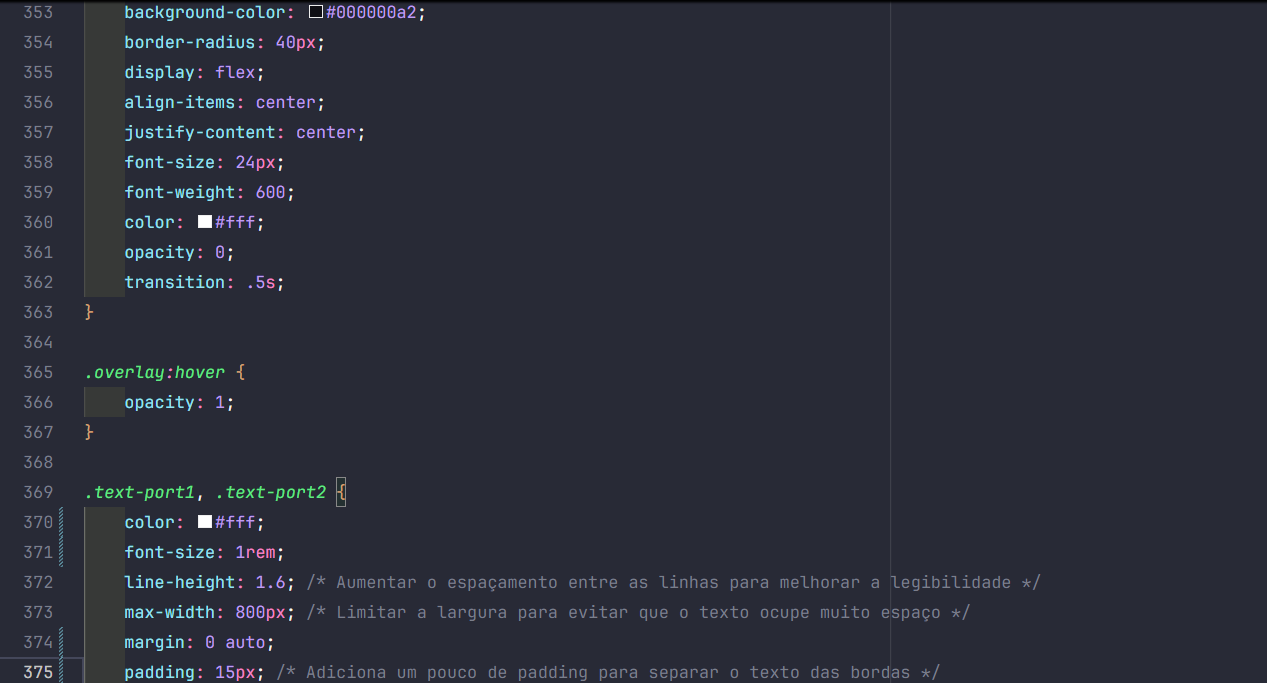 353 background-color: #000000a2;
354 border-radius: 40px;
355 display: flex;
356 align-items: center;
357 justify-content: center;
358 font-size: 24px;
359 font-weight: 600;
360 color: #fff;
361 opacity: 0;
362 transition: .5s;
363 }
364
365 .overlay:hover {
366 opacity: 1;
367 }
368
369 .text-port1, .text-port2 {
370 color: #fff;
371 font-size: 1rem;
372 line-height: 1.6; /* Aumentar o espaçamento entre as linhas para melhorar a legibilidade */
373 max-width: 800px; /* Limitar a largura para evitar que o texto ocupe muito espaço */
374 margin: 0 auto;
375 padding: 15px; /* Adiciona um pouco de padding para separar o texto das bordas */